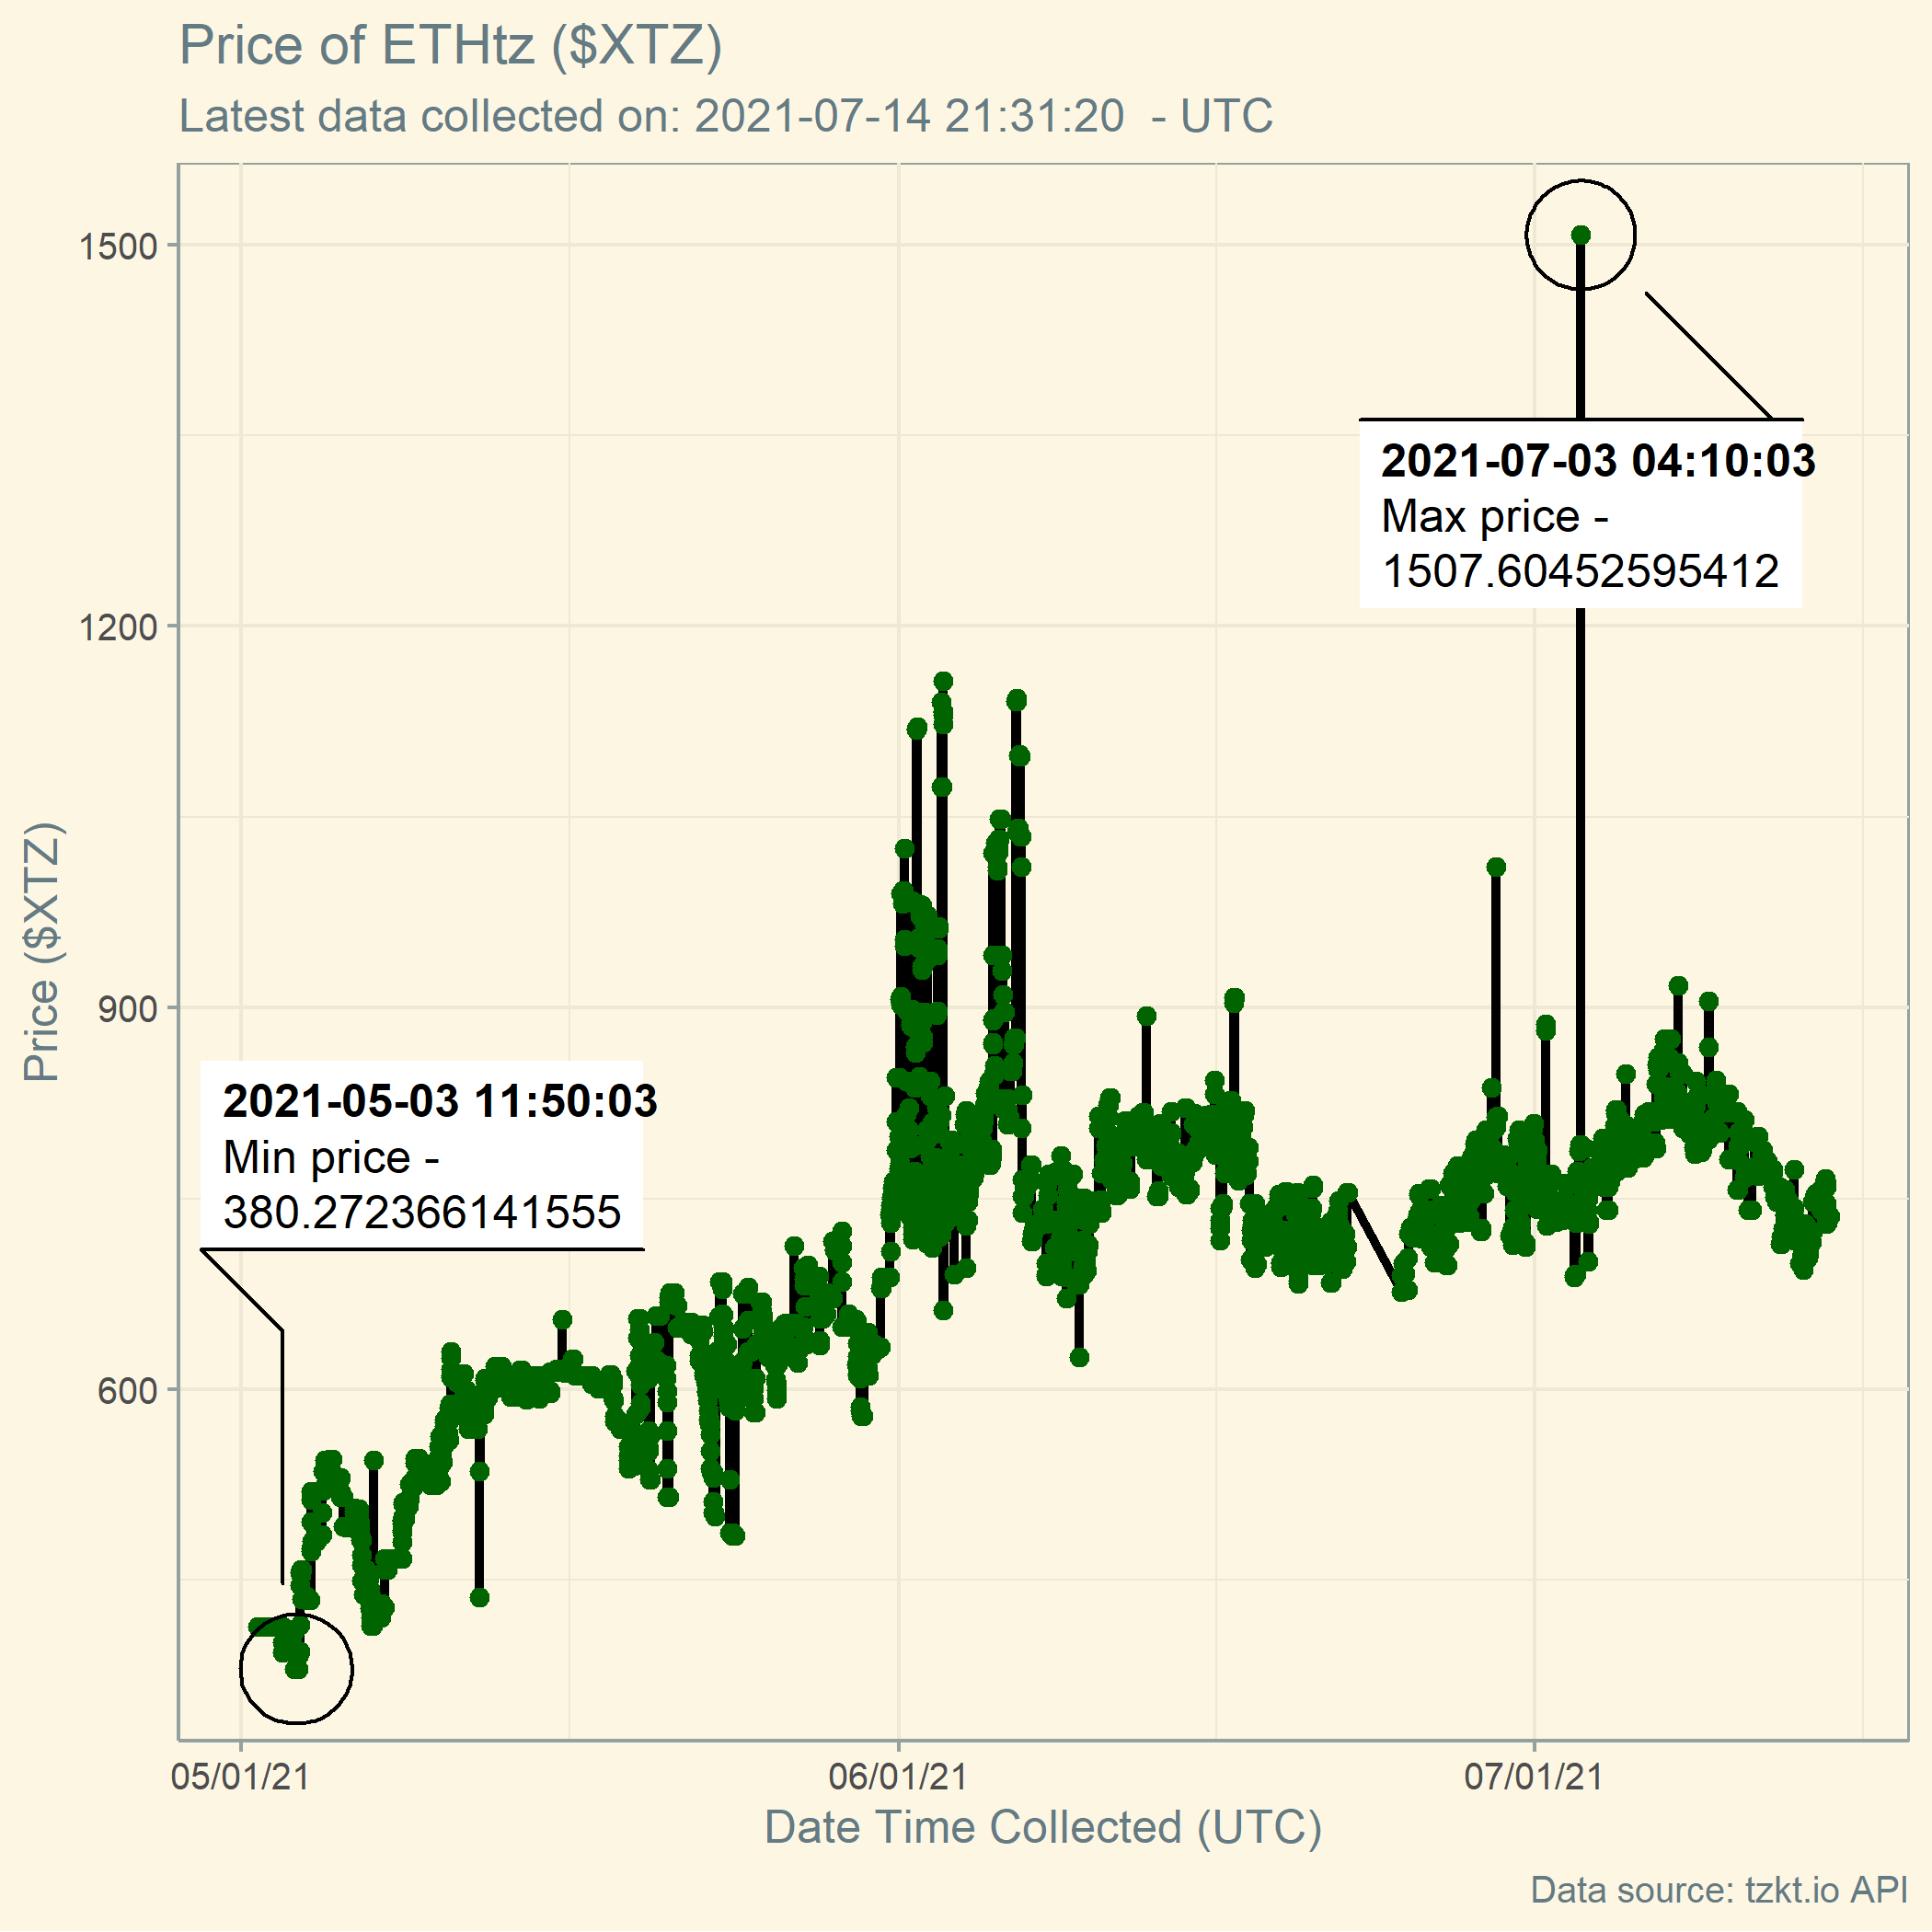 Price of ETHtz ($XTZ)
Latest data collected on: 2021-07-14 21:31:20  - UTC
1500
1200
900
600
Price ($XTZ)
2021-07-03 04:10:03
Max price -
1507.60452595412
2021-05-03 11:50:03
Min price -
380.272366141555
05/01/21
06/01/21
07/01/21
Date Time Collected (UTC)
Data source: tzkt.io API